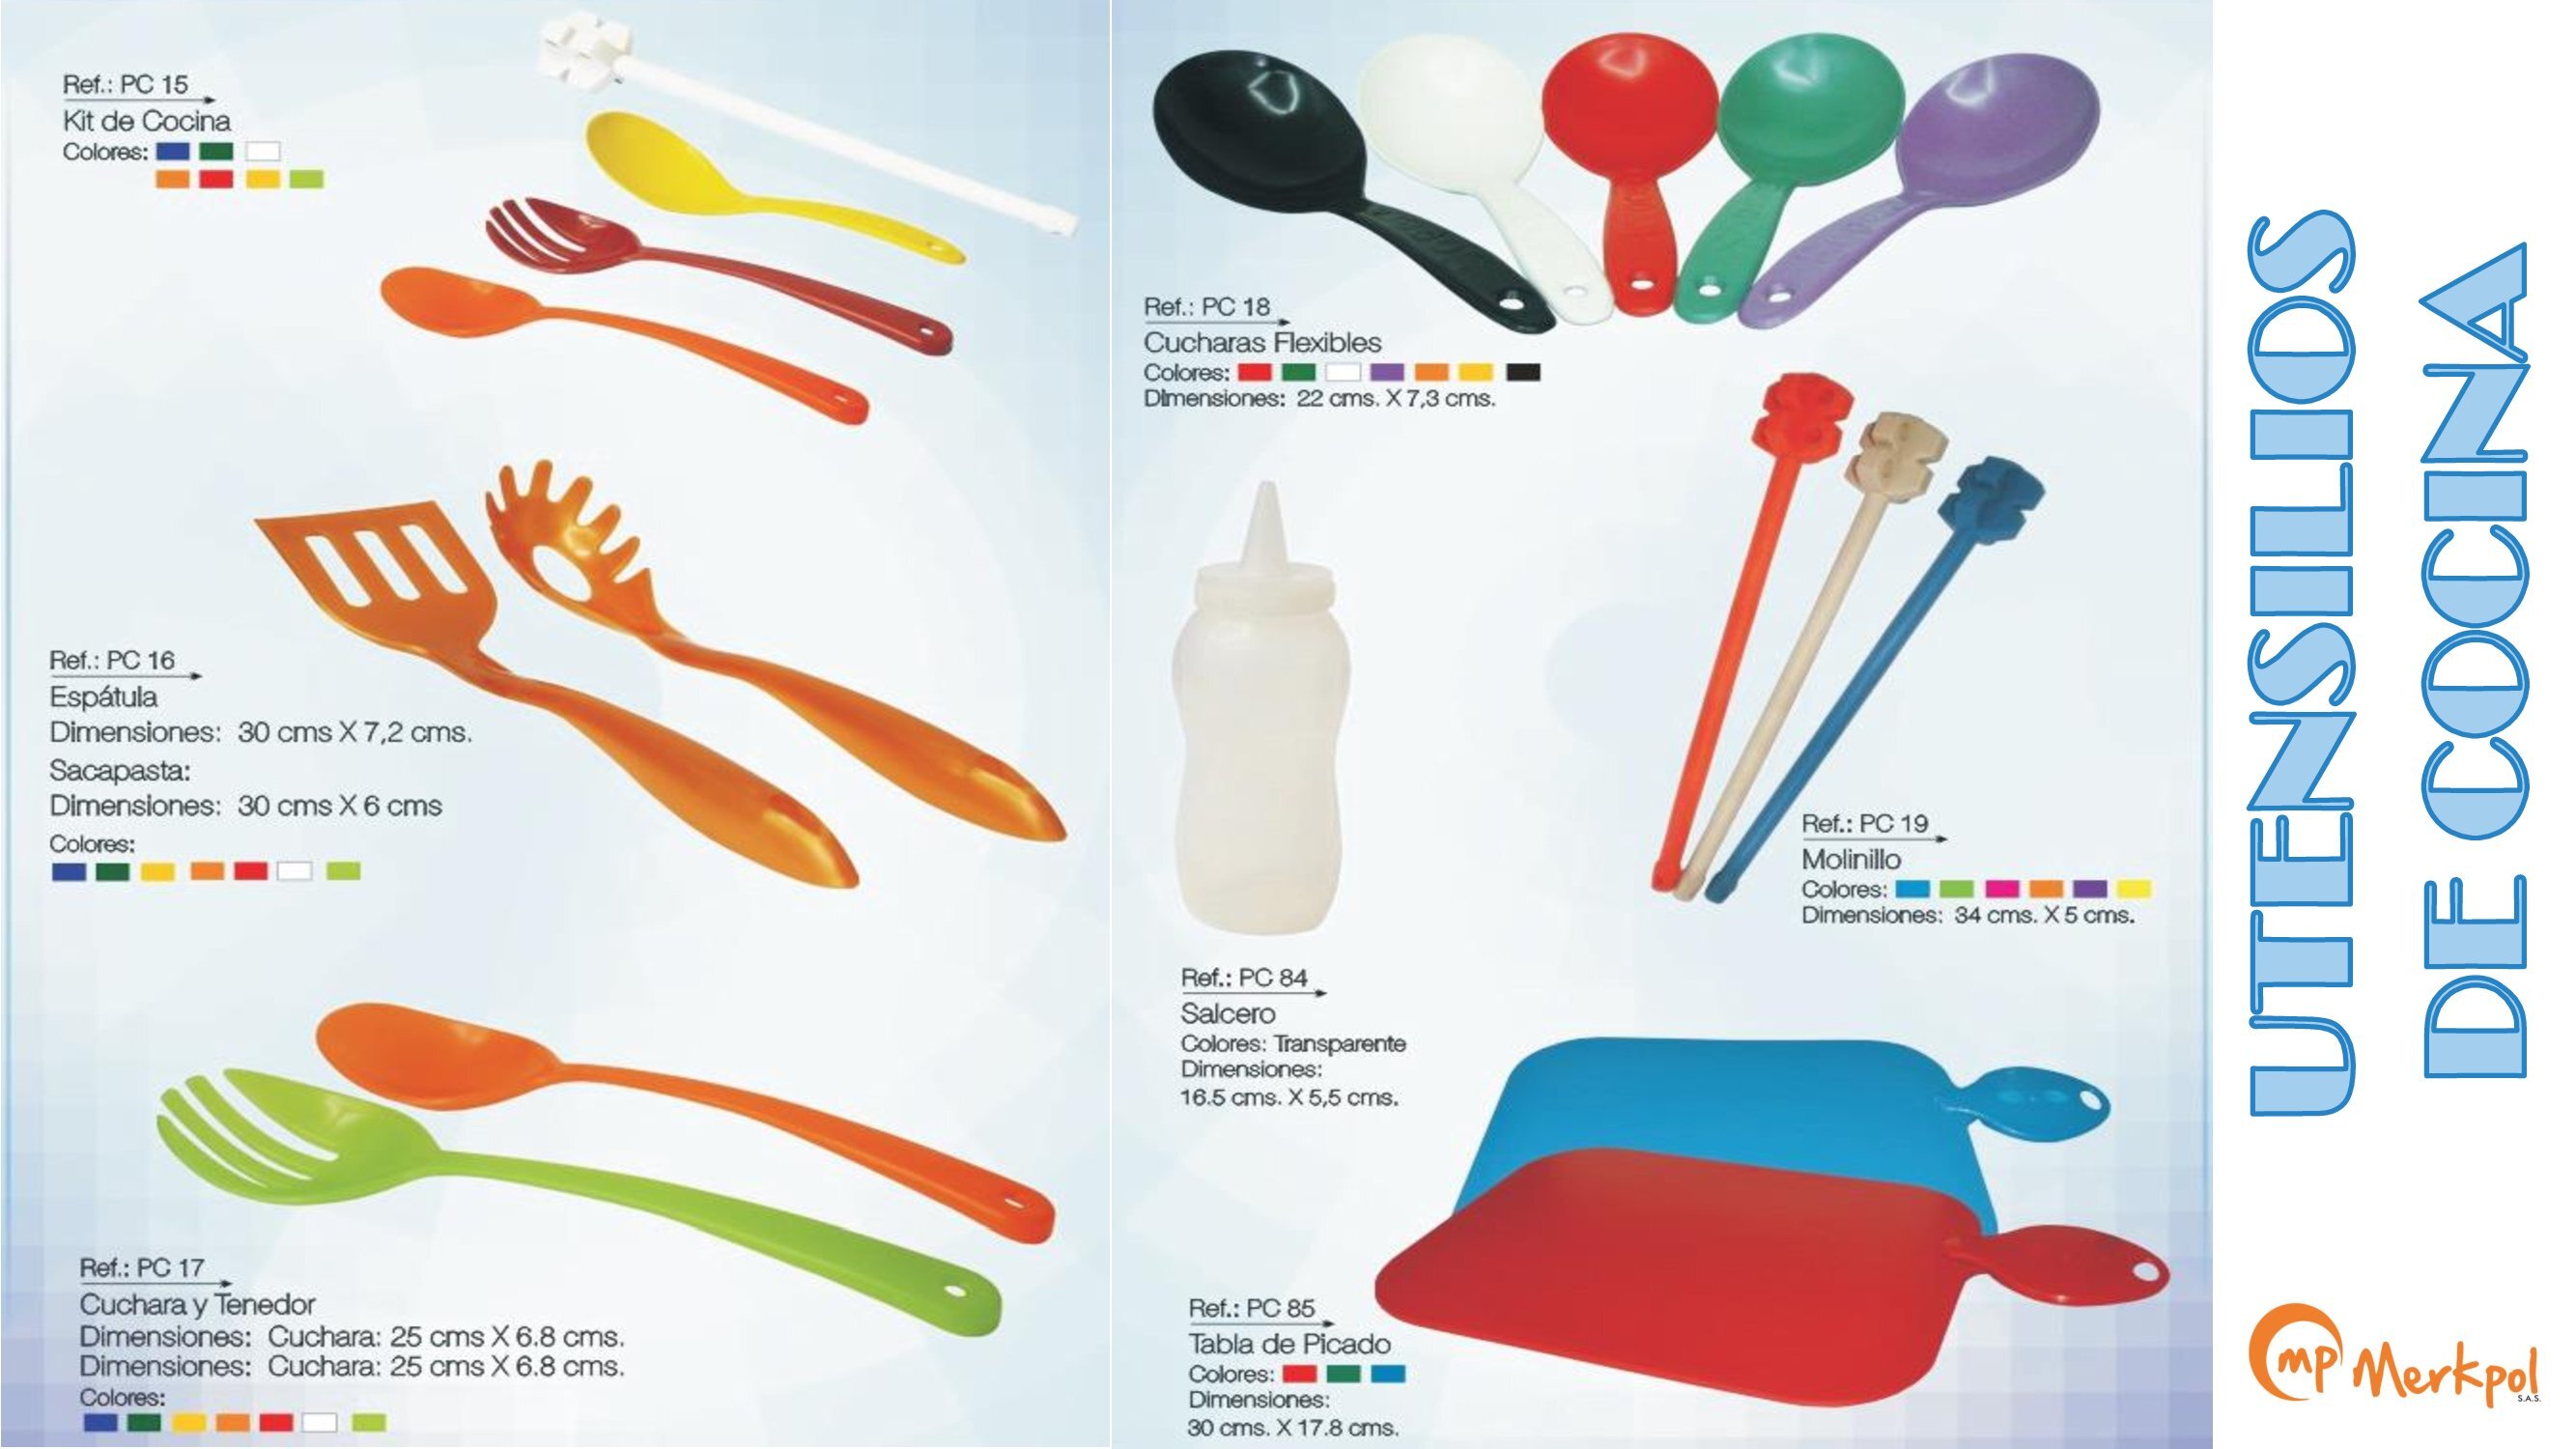 Ref.: PC 15
Kit de Cocina
Colores:
Ref.: PC 16
Espátula
Dimensiones: 30 cms X 7,2 cms.
Sacapasta:
Dimensiones: 30 cms X 6 cms
Colores:
Ref.: PC 17
Cuchara y Tenedor
Dimensiones: Cuchara: 25 cms X 6.8 cms.
Dimensiones: Cuchara: 25 cms X 6.8 cms.
Colores:
Ref.: PC 18
Cucharas Flexibles
Colores:
Dimensiones: 22 cms. X 7,3 cms.
Ref.: PC 19
Molinillo
Colores:
Dimensiones: 34 cms. X 5 cms.
Ref.: PC 84
Salcero
Colores: Transparente
Dimensiones:
16.5 cms. X 5,5 cms.
Ref.: PC 85
Tabla de Picado
Colores:
Dimensiones:
30 cms. X 17.8 cms.
UTENSILIOS
DE COCINA
mp Merkpol
S.A.S.